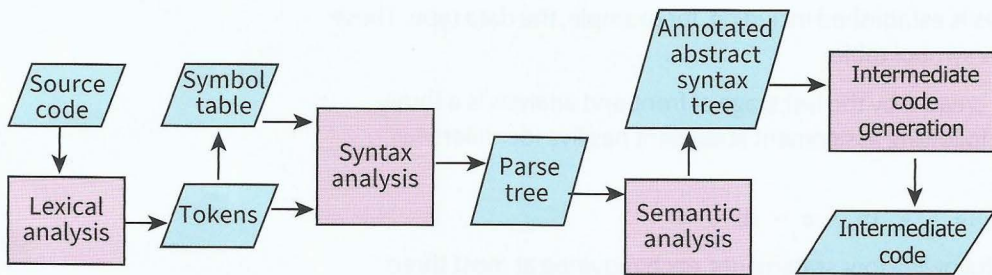 Source
code
Lexical
analysis
Symbol
table
Tokens
Syntax
analysis
Parse
tree
Annotated
abstract
syntax
tree
Semantic
analysis
Intermediate
code
generation
Intermediate
code